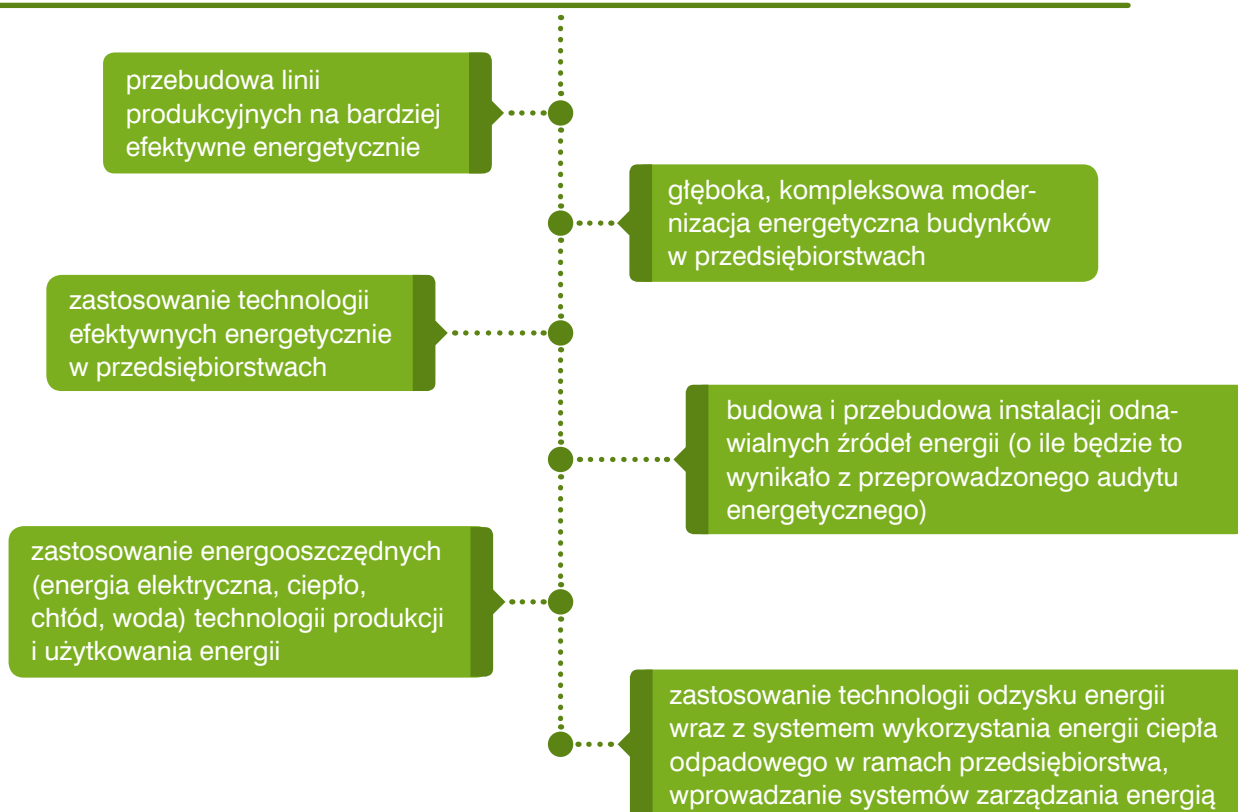 przebudowa linii
produkcyjnych na bardziej
efektywne energetycznie
głęboka, kompleksowa moder-
nizacja energetyczna budynków
w przedsiębiorstwach
zastosowanie technologii
efektywnych energetycznie
w przedsiębiorstwach
budowa i przebudowa instalacji odna-
wialnych źródeł energii (o ile będzie to
wynikało z przeprowadzonego audytu
energetycznego)
zastosowanie energooszczędnych
(energia elektryczna, ciepło,
chłód, woda) technologii produkcji
i użytkowania energii
zastosowanie technologii odzysku energii
wraz z systemem wykorzystania energii ciepła
odpadowego w ramach przedsiębiorstwa,
wprowadzanie systemów zarządzania energią